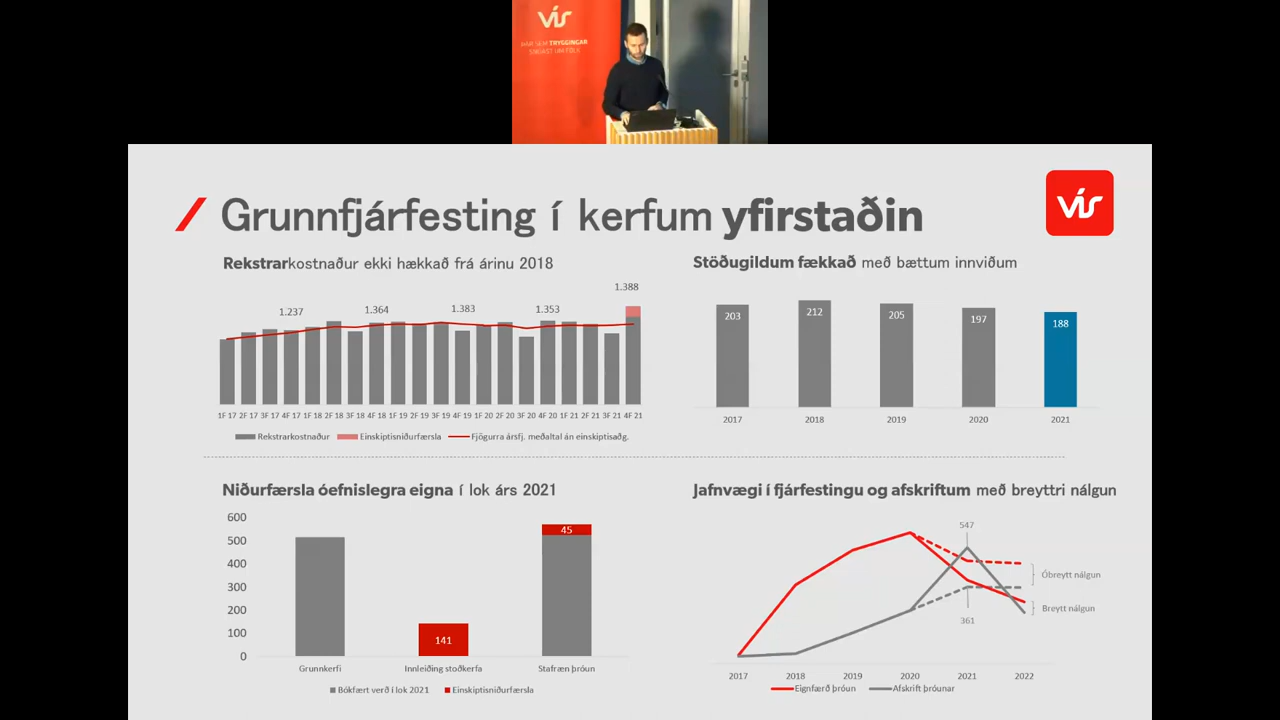 vís
ÞAR SEM TRYGGINGAR
SNÚAST UM FÓLK
Grunnfjárfesting í kerfum yfirstaðin
vís
Rekstrarkostnaður ekki hækkað frá árinu 2018
1.237 1.364 1.383 1.353 1.388
1F 17 2F 17 3F 17 4F 17 1F 18 2F 18 3F 18 4F 18 1F 19 2F 19 3F 19 4F 19 1F 20 2F 20 3F 20 4F 20 1F 21 2F 21 3F 21 4F 21
Rekstrarkostnaður Einskiptisniðurfærsla Fjögurra ársfj. meðaltal án einskiptisaðg.
Stöðugildum fækkað með bættum innviðum
203 212 205 197 188
2017 2018 2019 2020 2021
Niðurfærsla óefnislegra eigna í lok árs 2021
600
500
400
300
200
100
0
45
141
Grunnkerfi Innleiðing stoðkerfa Stafræn þróun
Bókfært verð í lok 2021 Einskiptisniðurfærsla
Jafnvægi í fjárfestingu og afskriftum með breyttri nálgun
547
Óbreytt nálgun
Breytt nálgun
361
2017 2018 2019 2020 2021 2022
Eignfærð þróun Afskrift þróunar